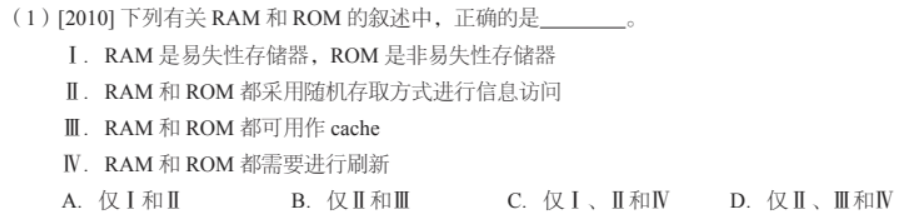 （1）[2010] 下列有关 RAM 和 ROM 的叙述中，正确的是________。
Ⅰ．RAM 是易失性存储器，ROM 是非易失性存储器
Ⅱ．RAM 和 ROM 都采用随机存取方式进行信息访问
Ⅲ．RAM 和 ROM 都可用作 cache
Ⅳ．RAM 和 ROM 都需要进行刷新
A. 仅Ⅰ和Ⅱ B. 仅Ⅱ和Ⅲ C. 仅Ⅰ、Ⅱ和Ⅳ D. 仅Ⅱ、Ⅲ和Ⅳ